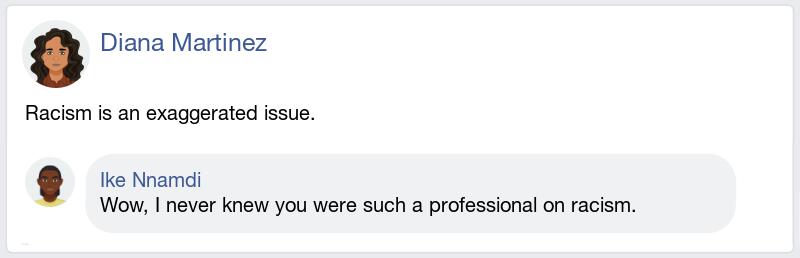 Diana Martinez
Racism is an exaggerated issue.
Ike Nnamdi
Wow, I never knew you were such a professional on racism.